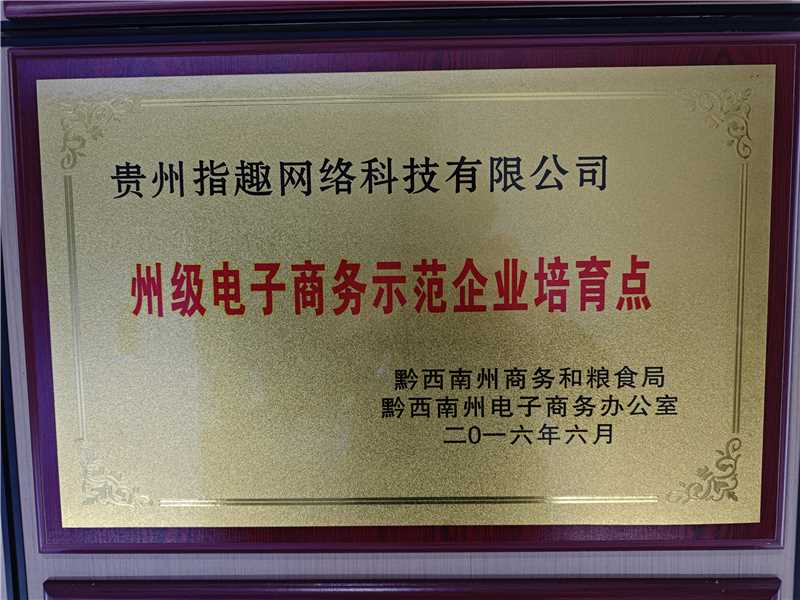 贵州指趣网络科技有限公司
州级电子商务示范企业培育点
黔西南州商务和粮食局
黔西南州电子商务办公室
二0一六年六月